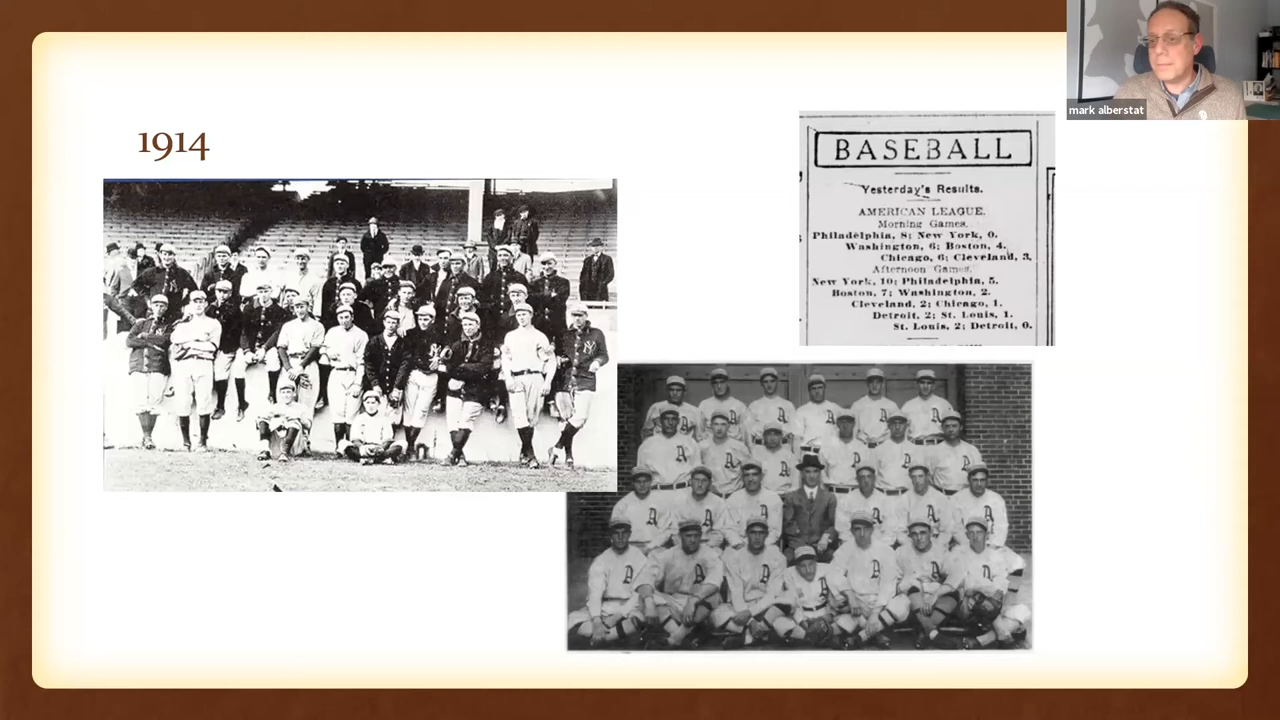 mark alberstat
1914
BASEBALL
Yesterday's Results.
AMERICAN LEAGUE.
Morning Games.
Philadelphia, 8; New York, 0.
Washington, 6; Boston, 4.
Chicago, 6; Cleveland, 3.
Afternoon Games.
New York, 10; Philadelphia, 5.
Boston, 7; Washington, 2.
Cleveland, 2; Chicago, 1.
Detroit, 2; St. Louis, 1.
St. Louis, 2; Detroit, 0.
NY
NY
A A A A A A
A A A A A A
A A A A A
A A A A A A A